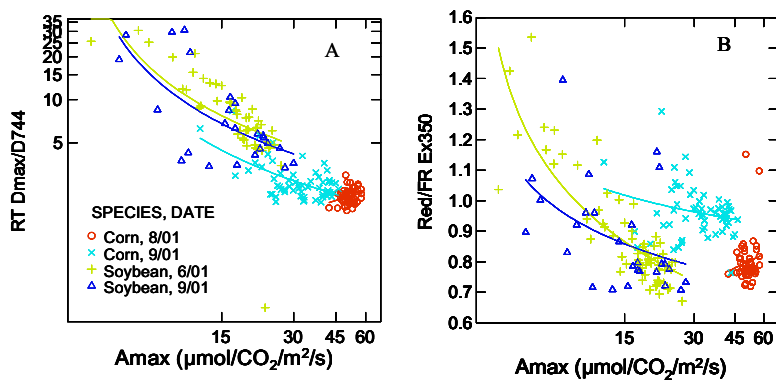 A
RT Dmax/D744
35
30
25
20
15
10
5
SPECIES, DATE
Corn, 8/01
Corn, 9/01
Soybean, 6/01
Soybean, 9/01
15 30 45 60
Amax (µmol/CO₂/m²/s)
B
Red/FR Ex350
1.6
1.5
1.4
1.3
1.2
1.1
1.0
0.9
0.8
0.7
0.6
15 30 45 60
Amax (µmol/CO₂/m²/s)